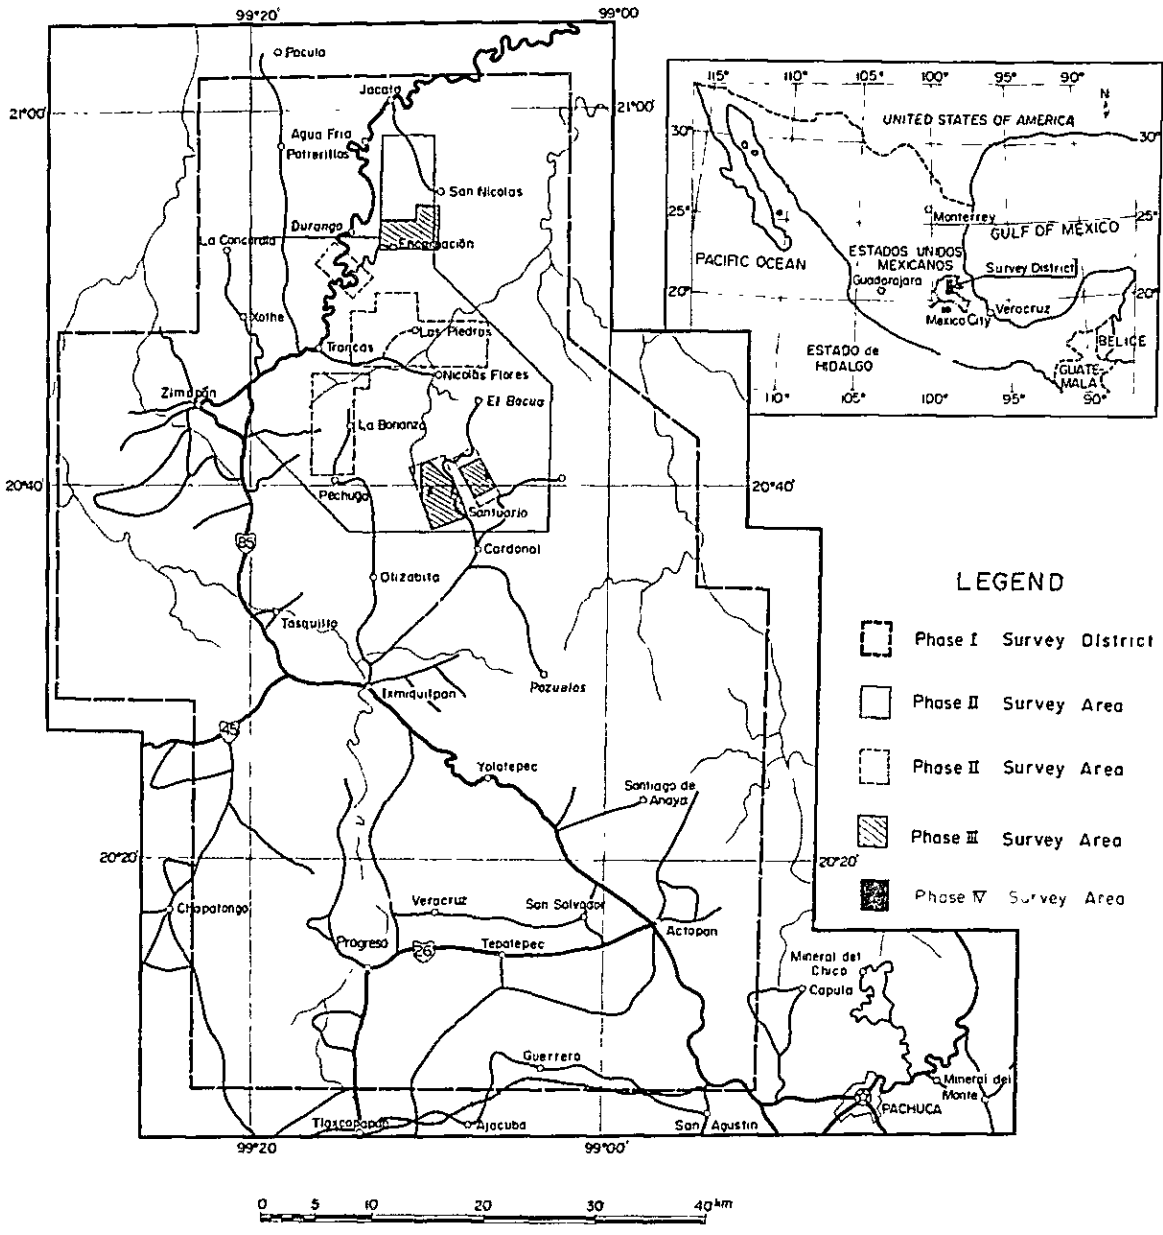 99°20'
99°00'
Pacula
Jacala
21°00'
21°00'
Agua Fria
Potrerillos
San Nicolas
Durango
La Concordia
Encarnación
Xothe
Las Piedras
Trancas
Nicolás Flores
Zimapán
El Bocua
La Bonanza
20°40'
Pechuga
20°40'
Santuario
85
Cardonal
Olizabita
Tasquillo
Ixmiquilpan
Pozuelos
45
Yolotepec
Santiago de
Anaya
20°20'
20°20'
Chapatongo
Veracruz
San Salvador
Actopan
Progreso
26
Tepatepec
Mineral del
Chico
Capula
Guerrero
Mineral del
Monte
PACHUCA
Tlaxcoapan
Ajacuba
San Agustin
99°20'
99°00'
0 5 10 20 30 40 km
115° 110° 105° 100° 95° 90°
N
30°
30°
UNITED STATES OF AMERICA
25°
25°
Monterrey
GULF OF MEXICO
PACIFIC OCEAN
ESTADOS UNIDOS
MEXICANOS
Survey District
Guadarajara
20°
20°
Veracruz
Mexico City
BELICE
ESTADO de
HIDALGO
GUATE-
MALA
110° 105° 100° 95° 90°
LEGEND
Phase I Survey District
Phase II Survey Area
Phase II Survey Area
Phase III Survey Area
Phase IV Survey Area